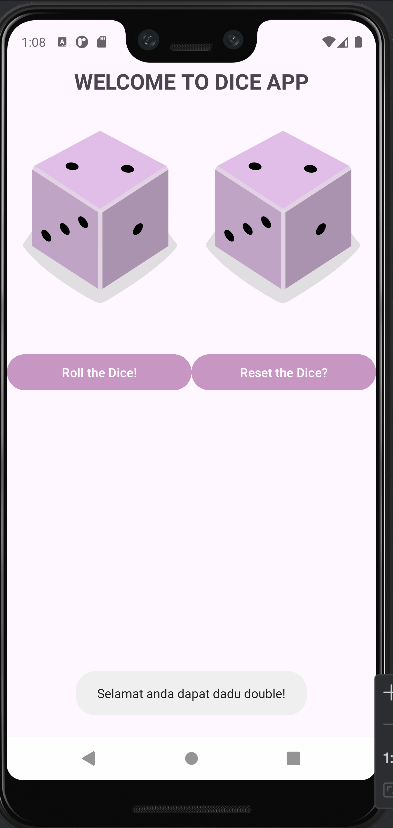 1:08
WELCOME TO DICE APP
Roll the Dice!
Reset the Dice?
Selamat anda dapat dadu double!